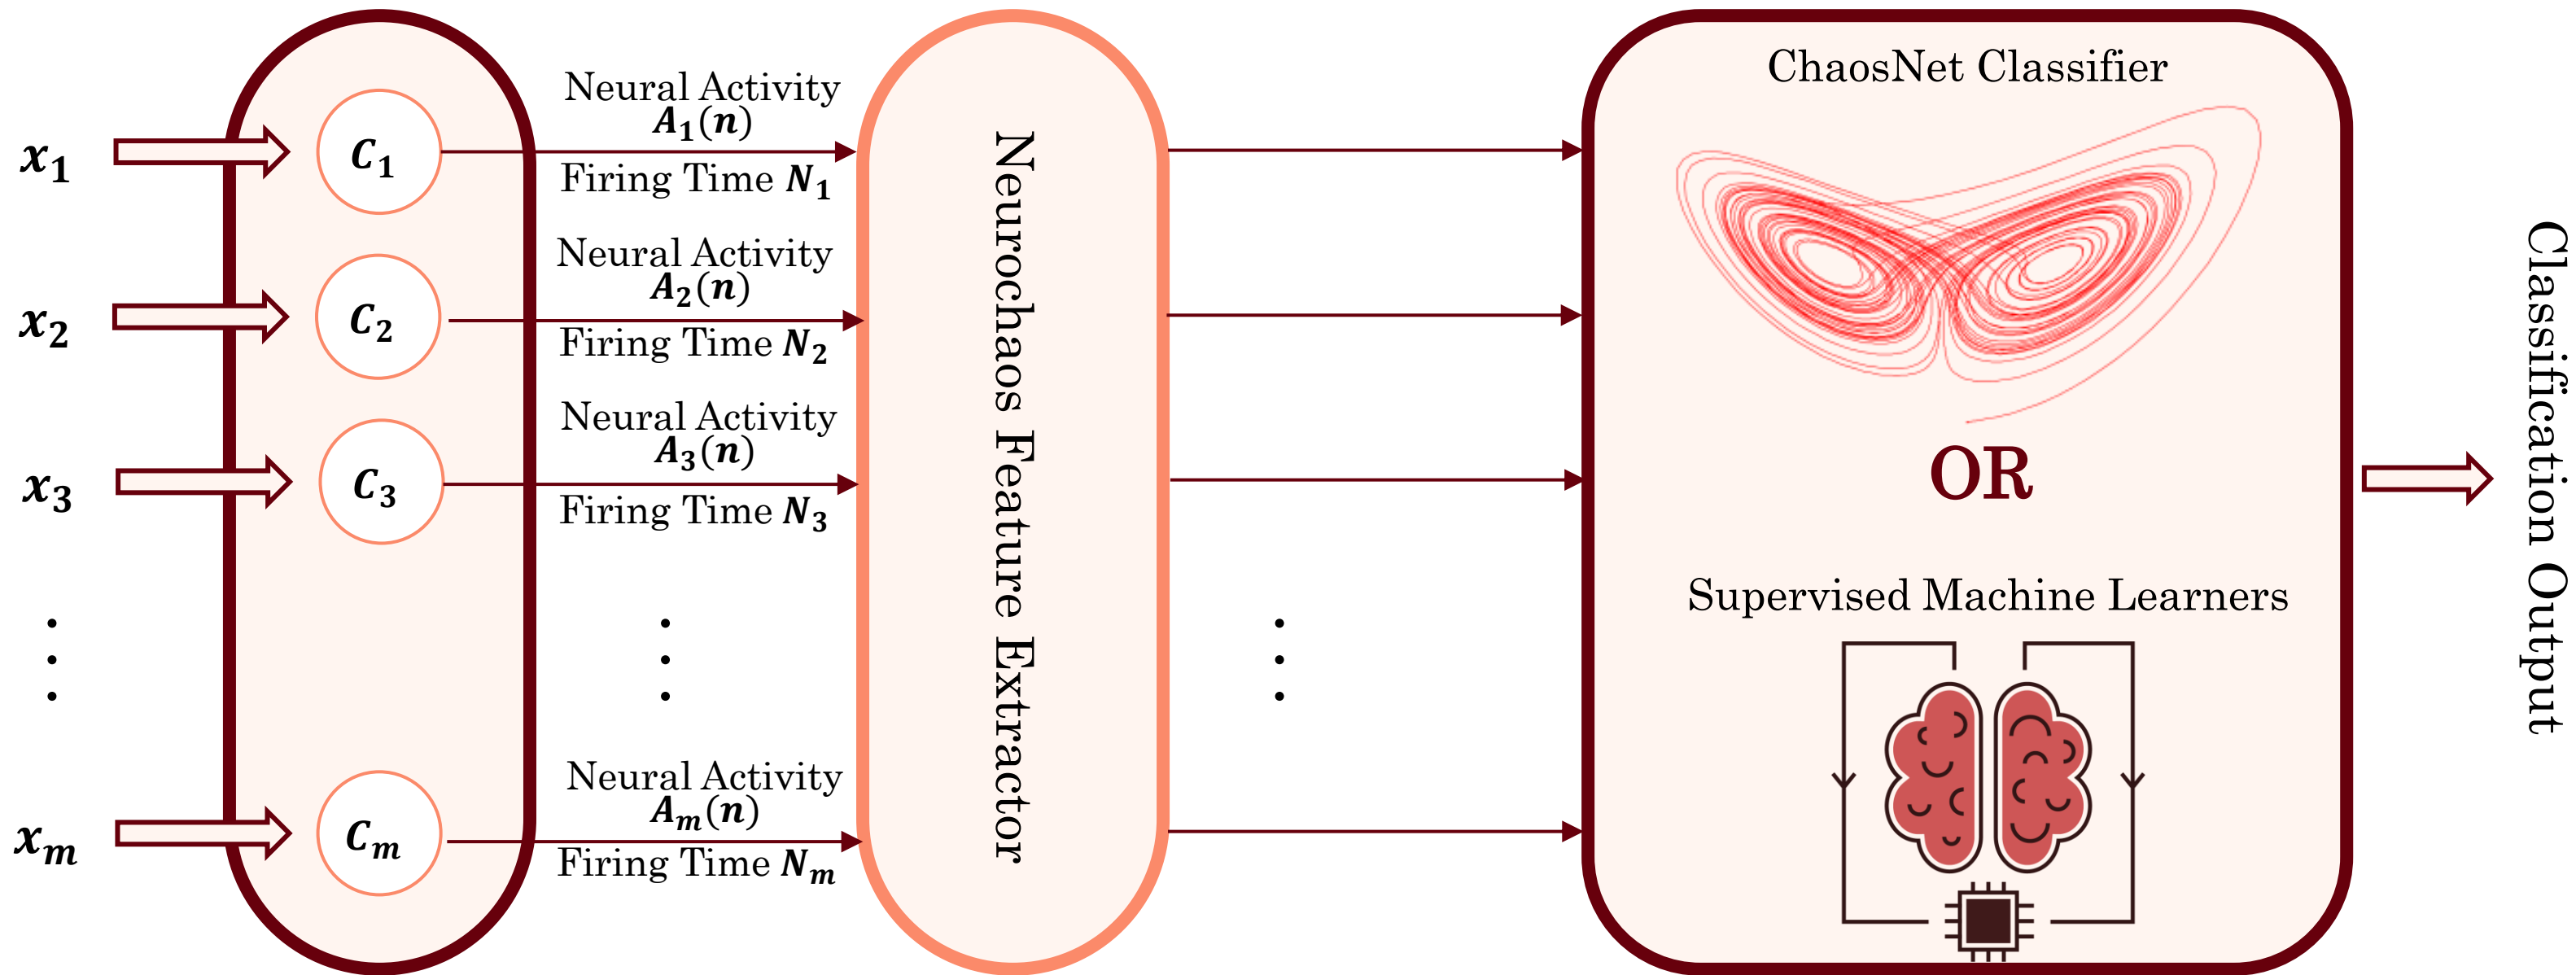 x₁
C₁
Neural Activity
A₁(n)
Firing Time N₁
x₂
C₂
Neural Activity
A₂(n)
Firing Time N₂
x₃
C₃
Neural Activity
A₃(n)
Firing Time N₃
xₘ
Cₘ
Neural Activity
Aₘ(n)
Firing Time Nₘ
Neurochaos Feature Extractor
ChaosNet Classifier
OR
Supervised Machine Learners
Classification Output